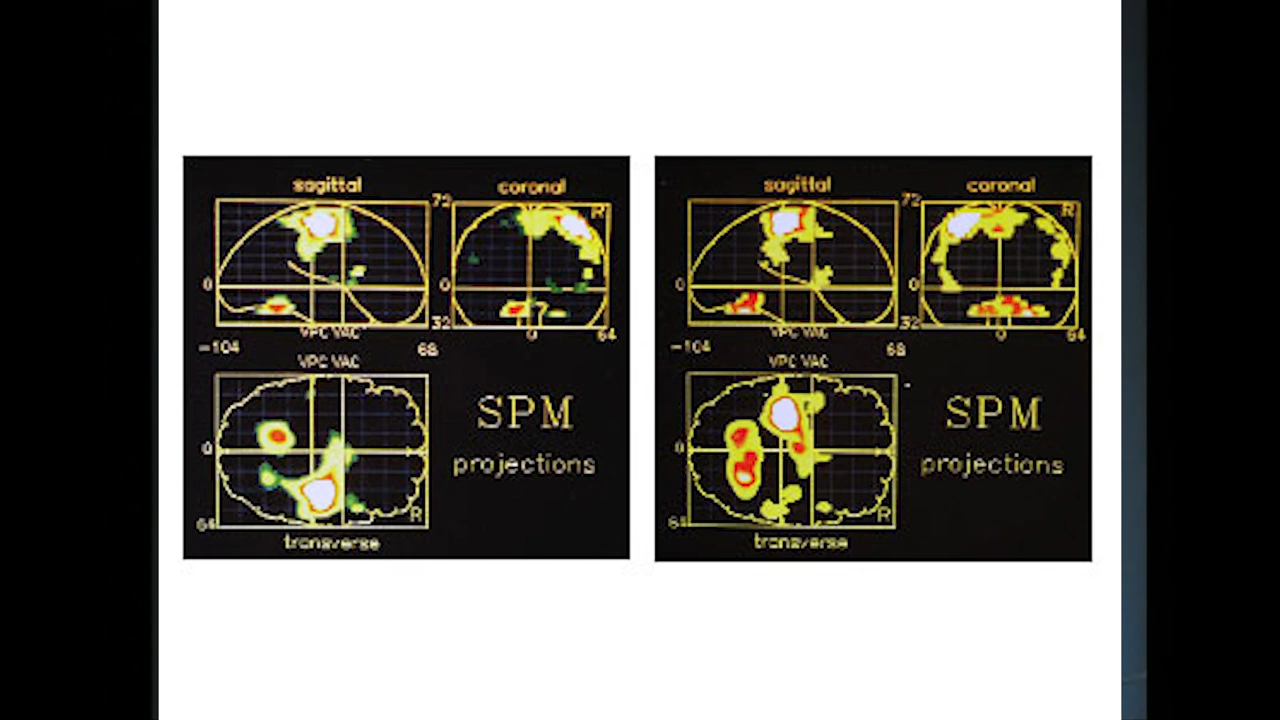 sagittal
coronal
72
R
0
0
32
VPC VAC
0
64
-104
68
VPC VAC
0
SPM
projections
R
64
transverse
sagittal
coronal
72
R
0
0
32
VPC VAC
0
64
-104
68
VPC VAC
0
SPM
projections
R
64
transverse